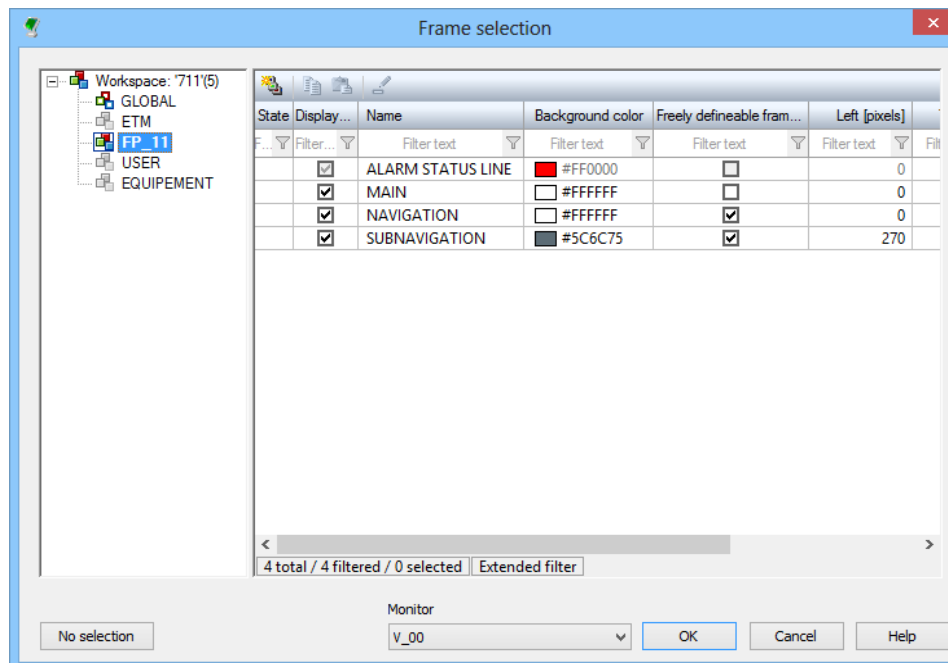 Frame selection
Workspace: '711'(5)
GLOBAL
ETM
FP_11
USER
EQUIPEMENT
State Display... Name Background color Freely defineable fram... Left [pixels]
F... Filter... Filter text Filter text Filter text Filter text Filt
ALARM STATUS LINE #FF0000 0
MAIN #FFFFFF 0
NAVIGATION #FFFFFF 0
SUBNAVIGATION #5C6C75 270
4 total / 4 filtered / 0 selected Extended filter
Monitor
No selection V_00 OK Cancel Help